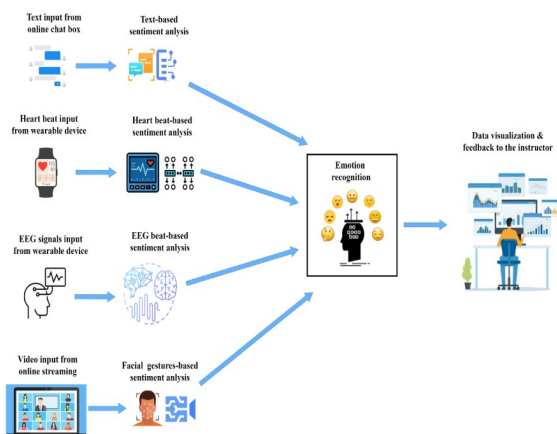 Text input from
online chat box
Text-based
sentiment anlysis
Heart beat input
from wearable device
Heart beat-based
sentiment anlysis
EEG signals input
from wearable device
EEG beat-based
sentiment anlysis
Video input from
online streaming
Facial gestures-based
sentiment anlysis
Emotion
recognition
Data visualization &
feedback to the instructor